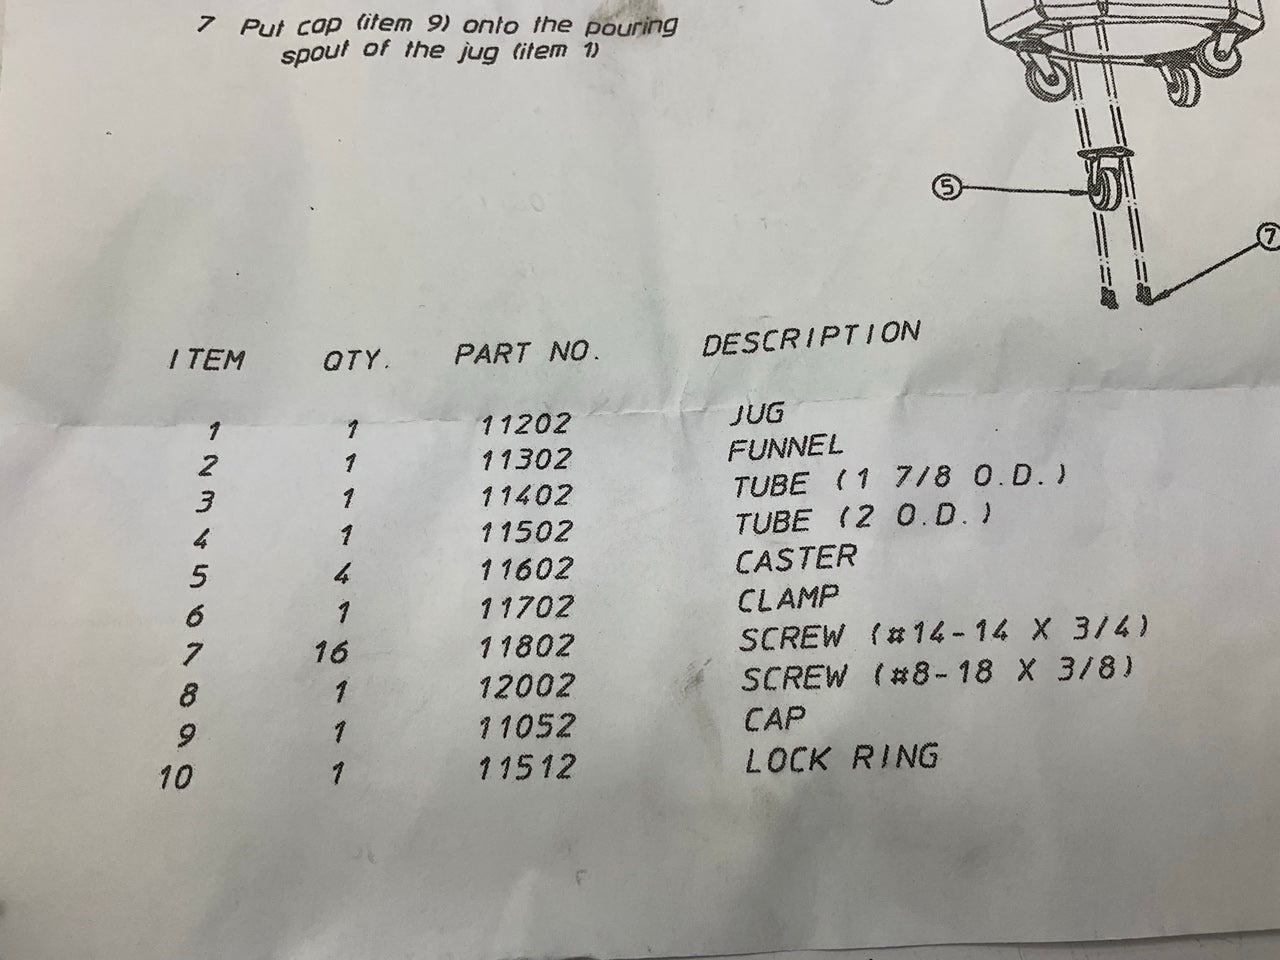 7 Put cap (item 9) onto the pouring
spout of the jug (item 1)
5
7
ITEM QTY. PART NO. DESCRIPTION
1 1 11202 JUG
2 1 11302 FUNNEL
3 1 11402 TUBE (1 7/8 O.D.)
4 1 11502 TUBE (2 O.D.)
5 4 11602 CASTER
6 1 11702 CLAMP
7 16 11802 SCREW (#14-14 X 3/4)
8 1 12002 SCREW (#8-18 X 3/8)
9 1 11052 CAP
10 1 11512 LOCK RING